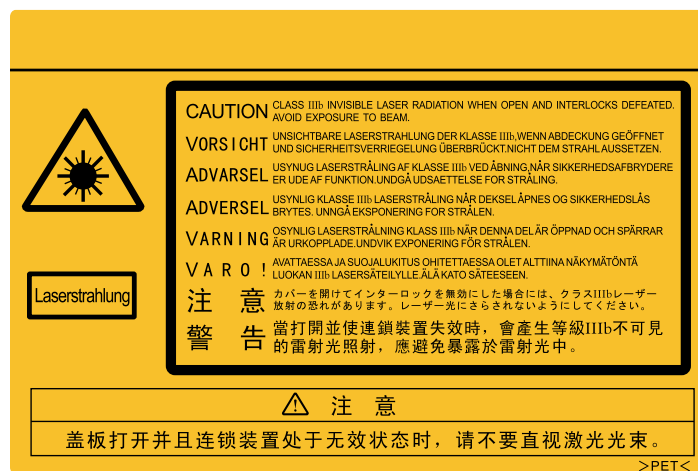 CAUTION CLASS IIIb INVISIBLE LASER RADIATION WHEN OPEN AND INTERLOCKS DEFEATED.
AVOID EXPOSURE TO BEAM.
VORSICHT UNSICHTBARE LASERSTRAHLUNG DER KLASSE IIIb,WENN ABDECKUNG GEÖFFNET
UND SICHERHEITSVERRIEGELUNG ÜBERBRÜCKT.NICHT DEM STRAHL AUSSETZEN.
ADVARSEL USYNUG LASERSTRÅLING AF KLASSE IIIb VED ÅBNING,NÅR SIKKERHEDSAFBRYDERE
ER UDE AF FUNKTION.UNDGÅ UDSAETTELSE FOR STRÅLING.
ADVERSEL USYNLIG KLASSE IIIb LASERSTRÅLING NÅR DEKSEL ÅPNES OG SIKKERHEDSLÅS
BRYTES. UNNGÅ EKSPONERING FOR STRÅLEN.
VARNING OSYNLIG LASERSTRÅLNING KLASS IIIb NÄR DENNA DEL ÄR ÖPPNAD OCH SPÄRRAR
ÄR URKOPPLADE.UNDVIK EXPONERING FÖR STRÅLEN.
VARO! AVATTAESSA JA SUOJALUKITUS OHITETTAESSA OLET ALTTIINA NÄKYMÄTÖNTÄ
LUOKAN IIIb LASERSÄTEILYLLE.ÄLÄ KATO SÄTEESEEN.
注 意 カバーを開けてインターロックを無効にした場合には、クラスIIIbレーザー
放射の恐れがあります。レーザー光にさらされないようにしてください。
警 告 當打開並使連鎖裝置失效時，會產生等級IIIb不可見
的雷射光照射，應避免暴露於雷射光中。
Laserstrahlung
注 意
盖板打开并且连锁装置处于无效状态时，请不要直视激光光束。
>PET<